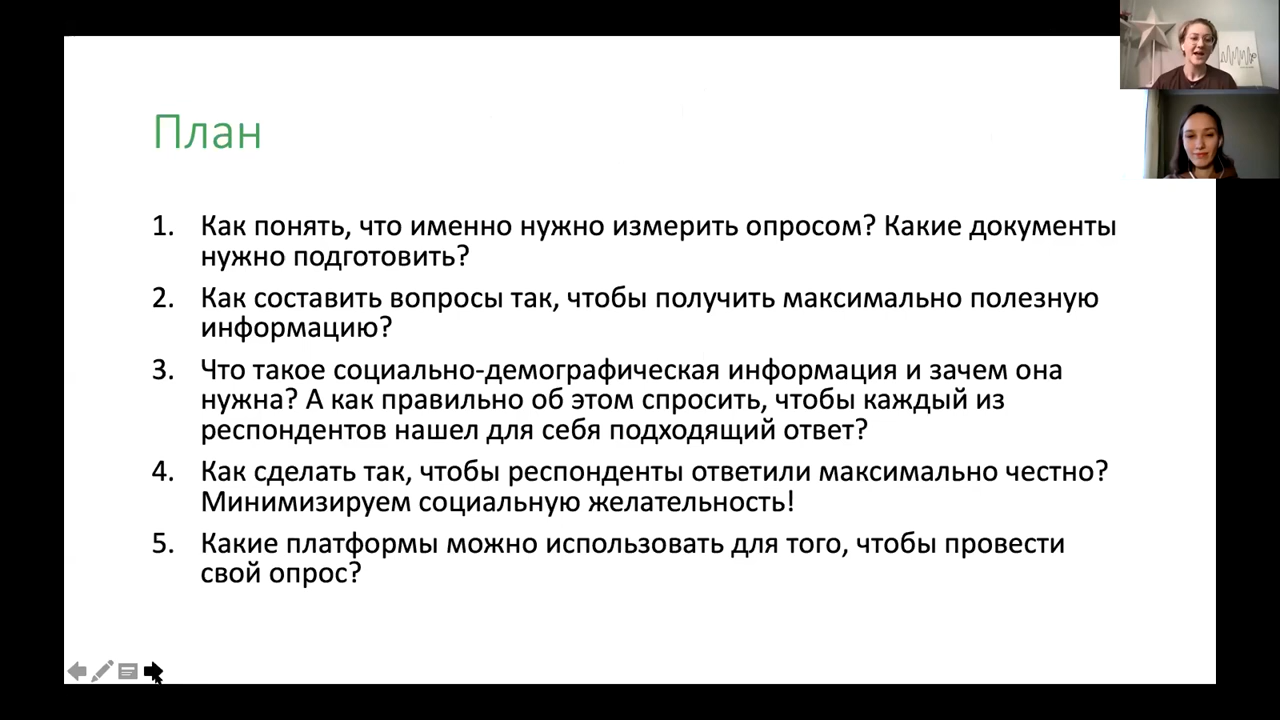 План
1. Как понять, что именно нужно измерить опросом? Какие документы
нужно подготовить?
2. Как составить вопросы так, чтобы получить максимально полезную
информацию?
3. Что такое социально-демографическая информация и зачем она
нужна? А как правильно об этом спросить, чтобы каждый из
респондентов нашел для себя подходящий ответ?
4. Как сделать так, чтобы респонденты ответили максимально честно?
Минимизируем социальную желательность!
5. Какие платформы можно использовать для того, чтобы провести
свой опрос?